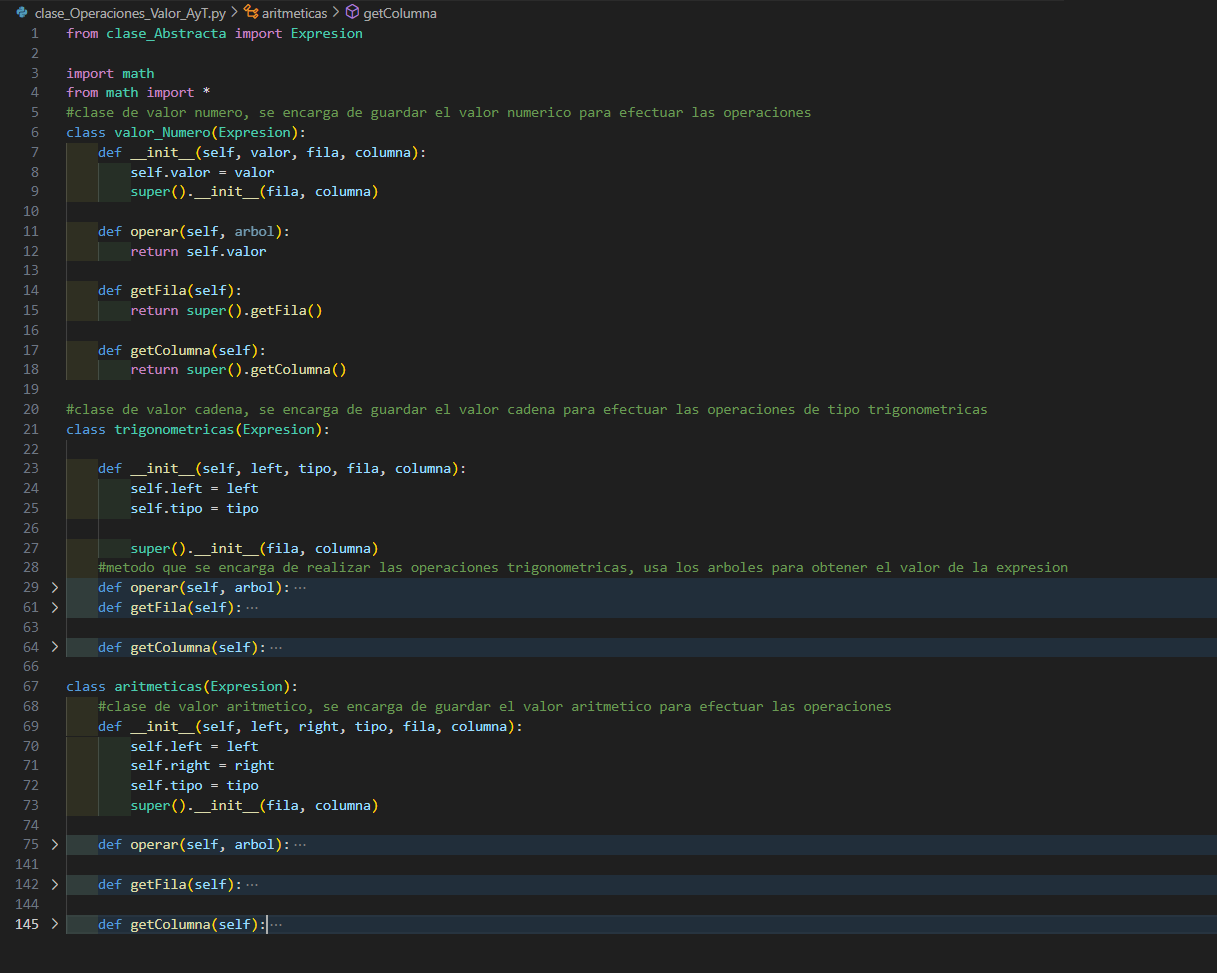 clase_Operaciones_Valor_AyT.py > aritmeticas > getColumna
1 from clase_Abstracta import Expresion
2
3 import math
4 from math import *
5 #clase de valor numero, se encarga de guardar el valor numerico para efectuar las operaciones
6 class valor_Numero(Expresion):
7     def __init__(self, valor, fila, columna):
8         self.valor = valor
9         super().__init__(fila, columna)
10
11     def operar(self, arbol):
12         return self.valor
13
14     def getFila(self):
15         return super().getFila()
16
17     def getColumna(self):
18         return super().getColumna()
19
20 #clase de valor cadena, se encarga de guardar el valor cadena para efectuar las operaciones de tipo trigonometricas
21 class trigonometricas(Expresion):
22
23     def __init__(self, left, tipo, fila, columna):
24         self.left = left
25         self.tipo = tipo
26
27         super().__init__(fila, columna)
28     #metodo que se encarga de realizar las operaciones trigonometricas, usa los arboles para obtener el valor de la expresion
29 >     def operar(self, arbol):···
61 >     def getFila(self):···
63
64 >     def getColumna(self):···
66
67 class aritmeticas(Expresion):
68     #clase de valor aritmetico, se encarga de guardar el valor aritmetico para efectuar las operaciones
69     def __init__(self, left, right, tipo, fila, columna):
70         self.left = left
71         self.right = right
72         self.tipo = tipo
73         super().__init__(fila, columna)
74
75 >     def operar(self, arbol):···
141
142 >     def getFila(self):···
144
145 >     def getColumna(self):···